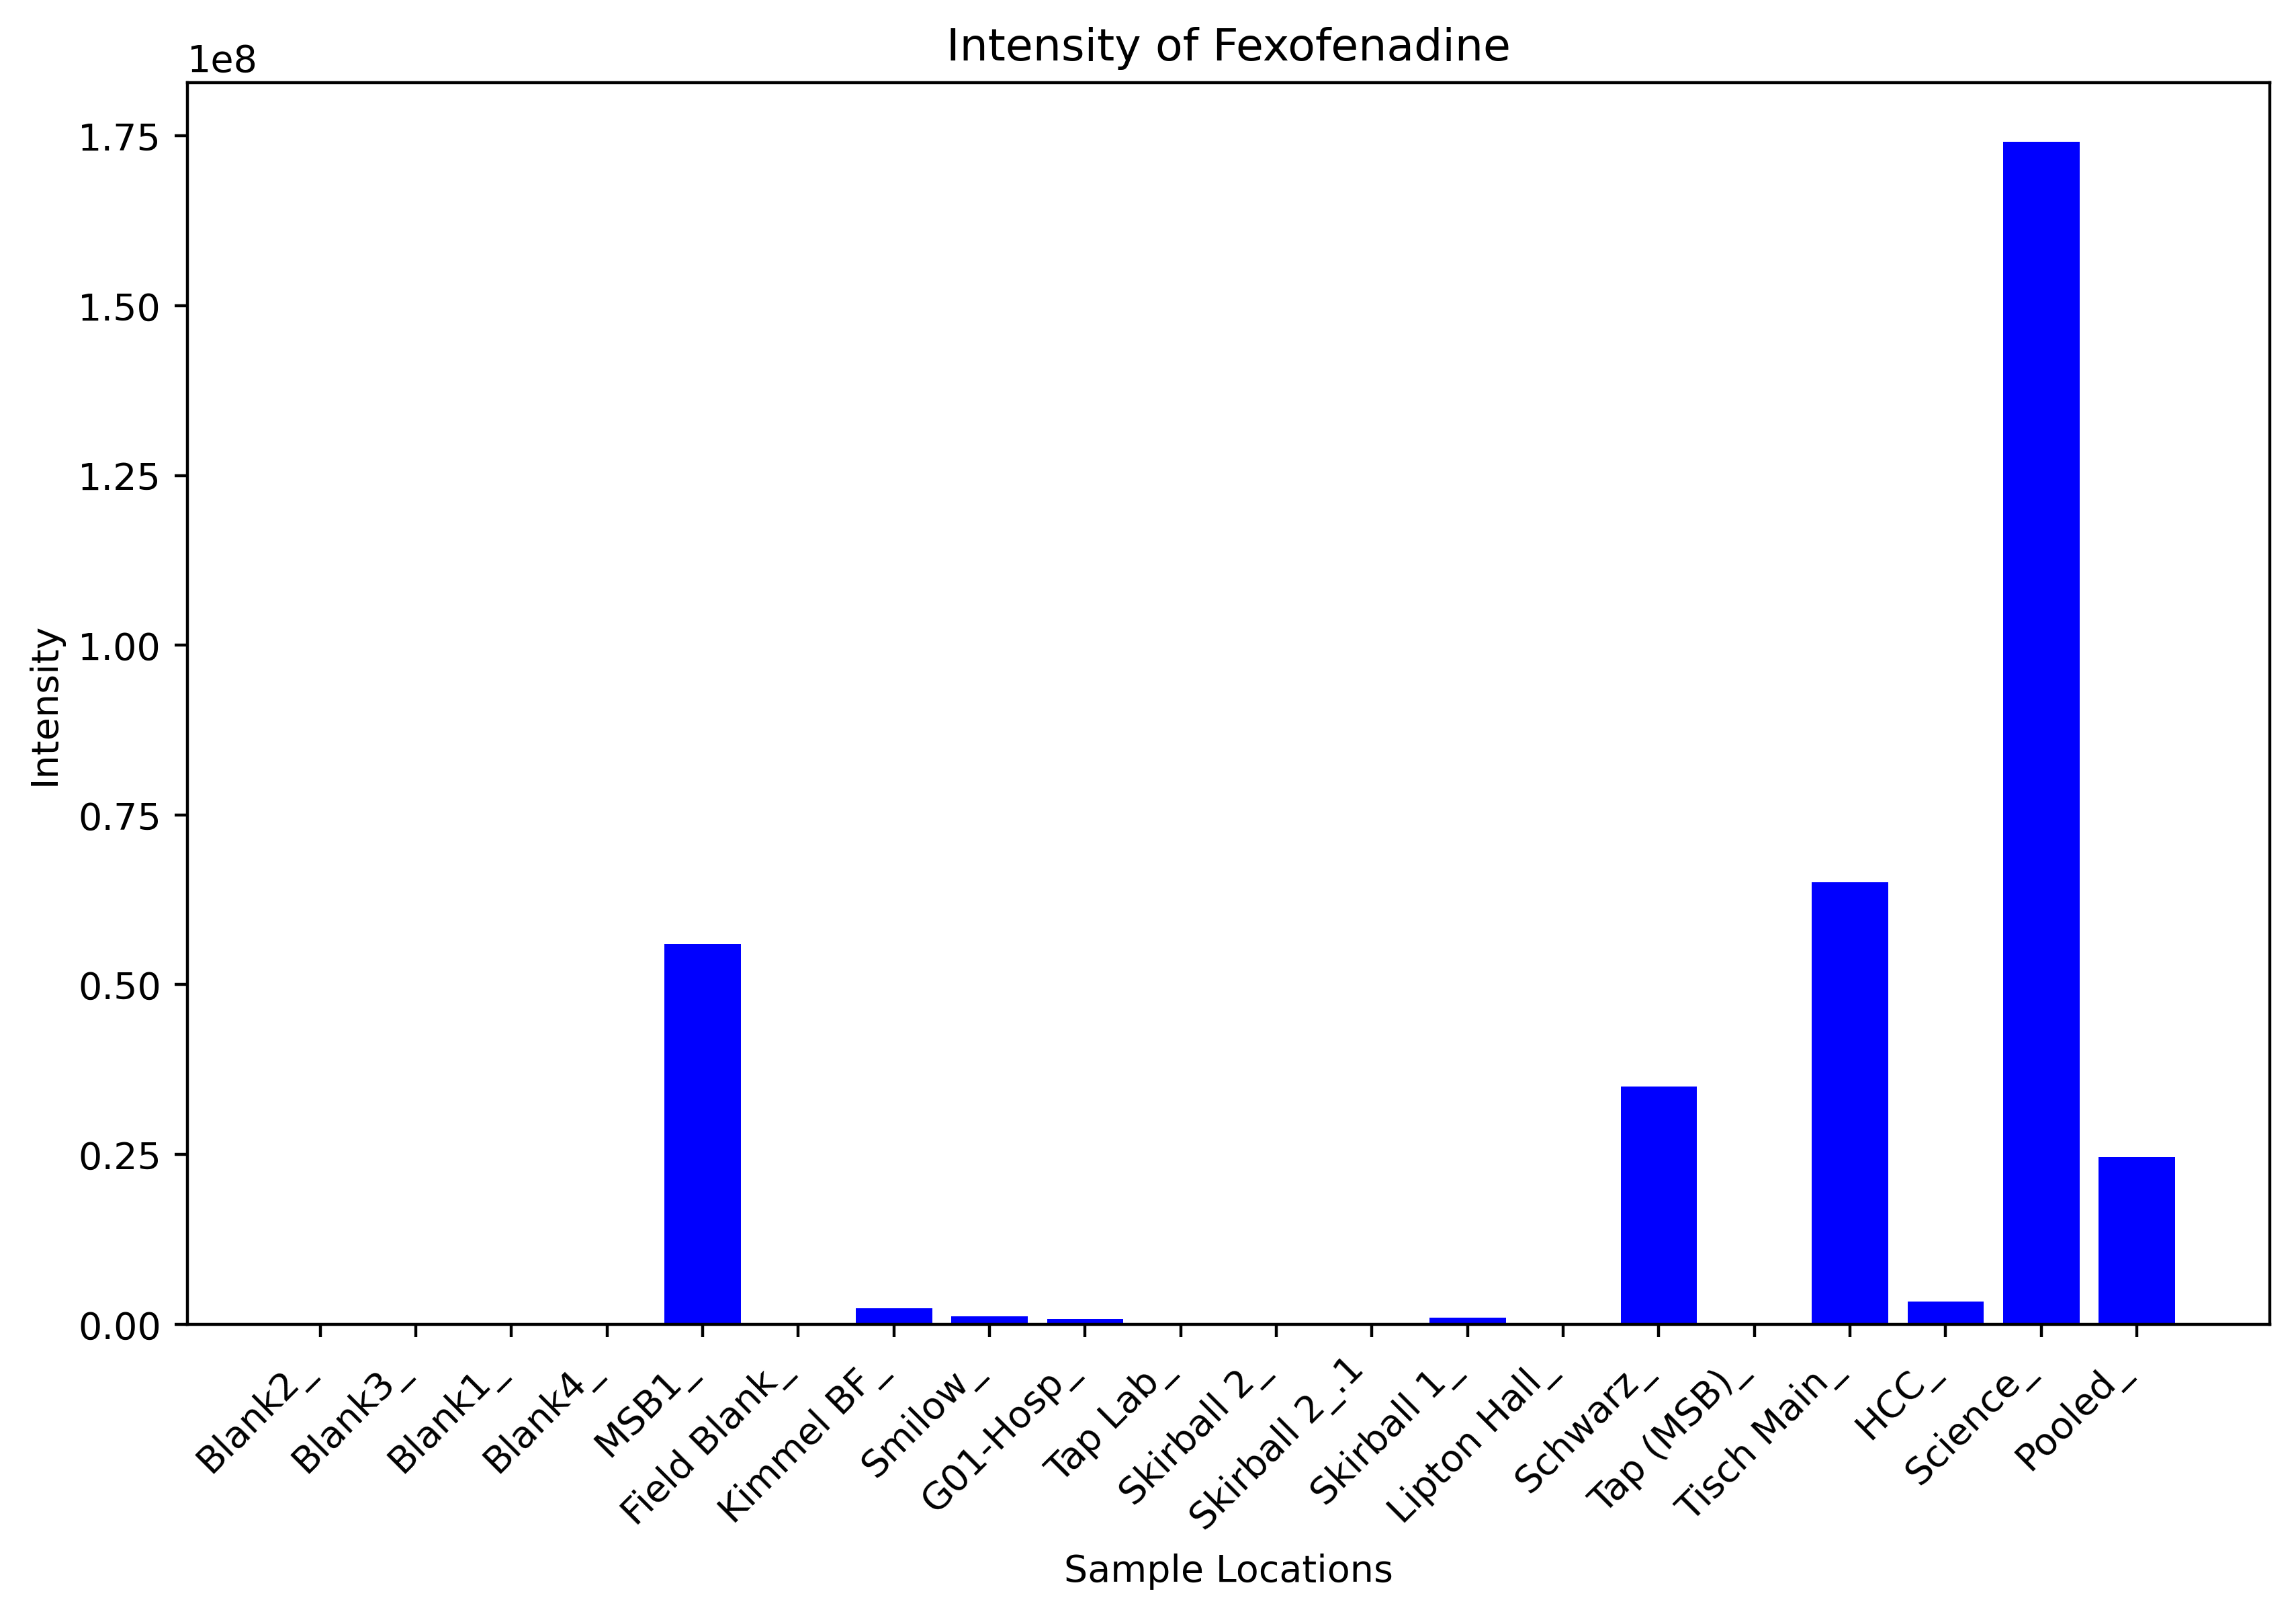 Intensity of Fexofenadine
1e8
1.75
1.50
1.25
1.00
0.75
0.50
0.25
0.00
Intensity
Blank2_
Blank3_
Blank1_
Blank4_
MSB1_
Field Blank_
Kimmel BF_
Smilow_
G01-Hosp_
Tap Lab_
Skirball 2_
Skirball 2_.1
Skirball 1_
Lipton Hall_
Schwarz_
Tap (MSB)_
Tisch Main_
HCC_
Science_
Pooled_
Sample Locations